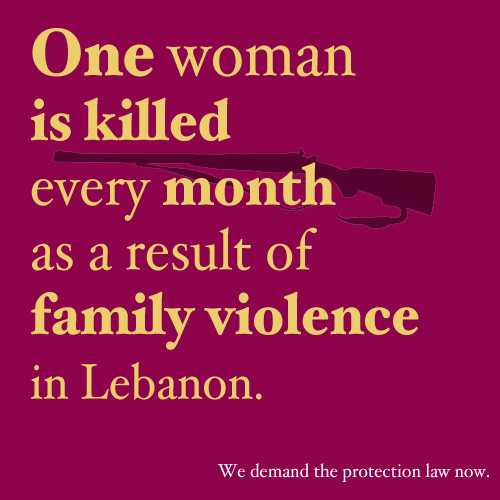 One woman
is killed
every month
as a result of
family violence
in Lebanon.
We demand the protection law now.